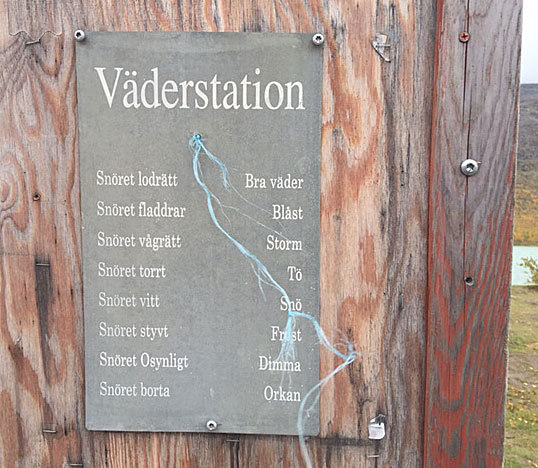 Väderstation
Snöret lodrätt Bra väder
Snöret fladdrar Blåst
Snöret vågrätt Storm
Snöret torrt Tö
Snöret vitt Snö
Snöret styvt Frost
Snöret Osynligt Dimma
Snöret borta Orkan